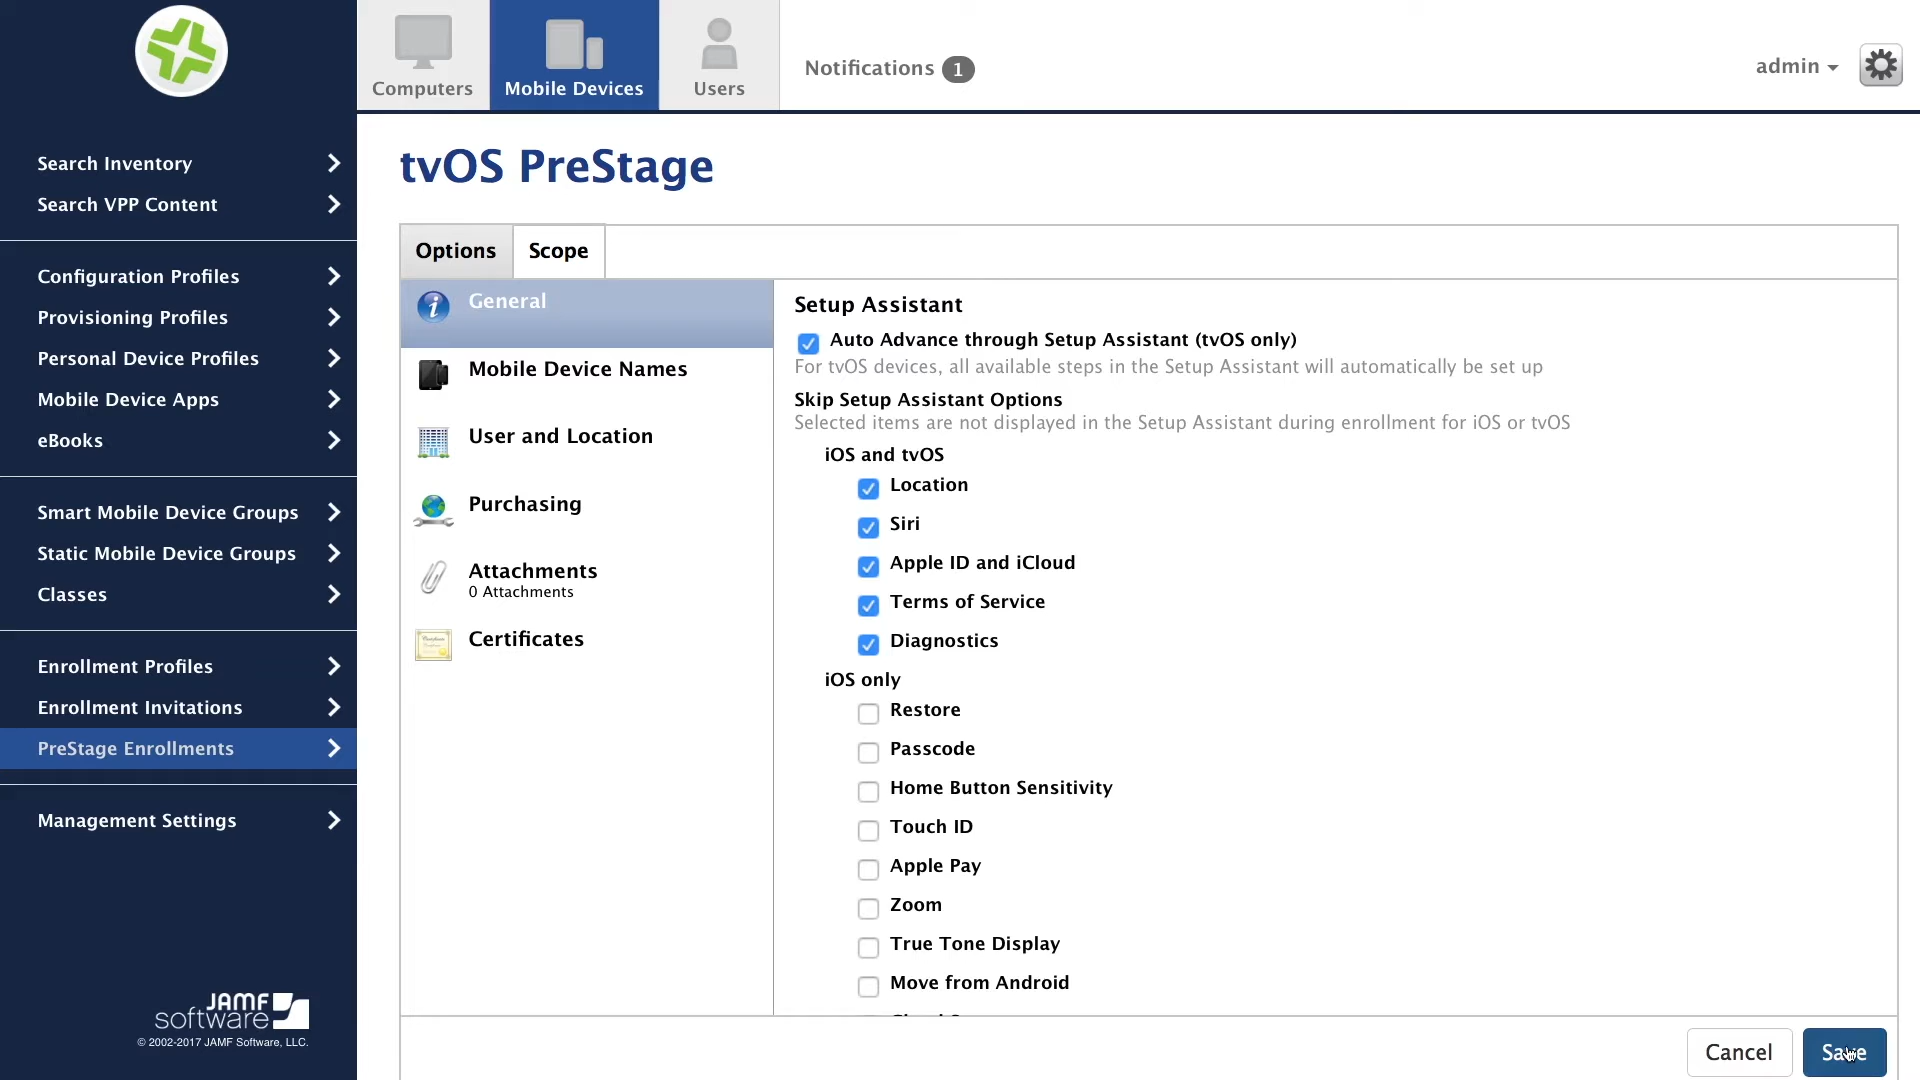 Computers
Mobile Devices
Users
Notifications 1
admin
Search Inventory
Search VPP Content
Configuration Profiles
Provisioning Profiles
Personal Device Profiles
Mobile Device Apps
eBooks
Smart Mobile Device Groups
Static Mobile Device Groups
Classes
Enrollment Profiles
Enrollment Invitations
PreStage Enrollments
Management Settings
JAMF
software
© 2002-2017 JAMF Software, LLC.
tvOS PreStage
Options
Scope
General
Mobile Device Names
User and Location
Purchasing
Attachments
0 Attachments
Certificates
Setup Assistant
Auto Advance through Setup Assistant (tvOS only)
For tvOS devices, all available steps in the Setup Assistant will automatically be set up
Skip Setup Assistant Options
Selected items are not displayed in the Setup Assistant during enrollment for iOS or tvOS
iOS and tvOS
Location
Siri
Apple ID and iCloud
Terms of Service
Diagnostics
iOS only
Restore
Passcode
Home Button Sensitivity
Touch ID
Apple Pay
Zoom
True Tone Display
Move from Android
Cancel
Save